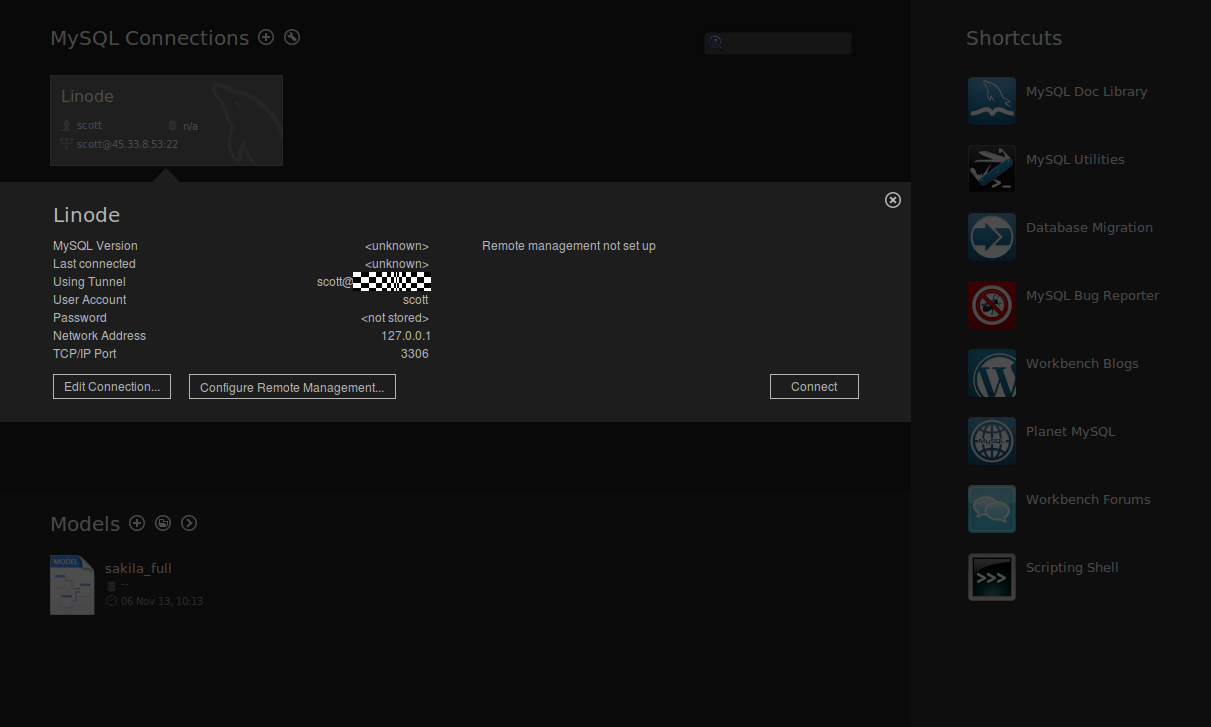 MySQL Connections
Shortcuts
Linode
scott
n/a
scott@45.33.8.53:22
Linode
MySQL Version <unknown> Remote management not set up
Last connected <unknown>
Using Tunnel scott@
User Account scott
Password <not stored>
Network Address 127.0.0.1
TCP/IP Port 3306
Edit Connection...
Configure Remote Management...
Connect
Models
MODEL
sakila_full
--
06 Nov 13, 10:13
MySQL Doc Library
MySQL Utilities
Database Migration
MySQL Bug Reporter
Workbench Blogs
MySQL
Planet MySQL
Workbench Forums
>>>
Scripting Shell